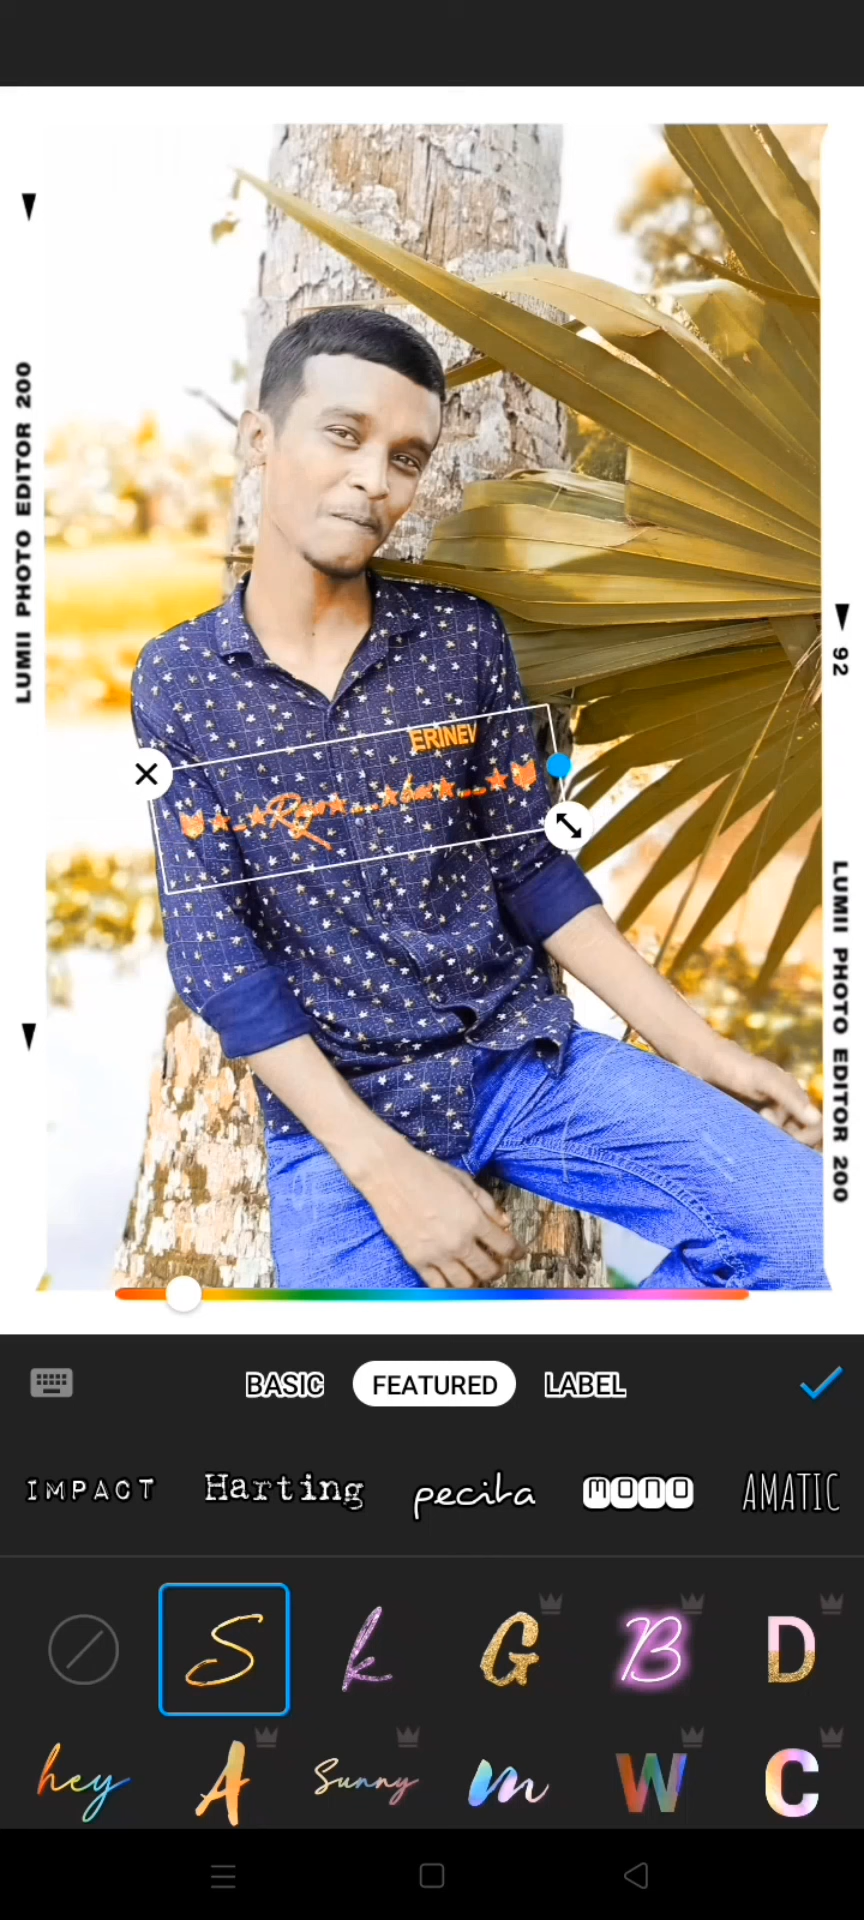 LUMII PHOTO EDITOR 200
92
LUMII PHOTO EDITOR 200
ERINEV
BASIC FEATURED LABEL
IMPACT Harting pecita MONO AMATIC
S k G B D
hey A Sunny m W C